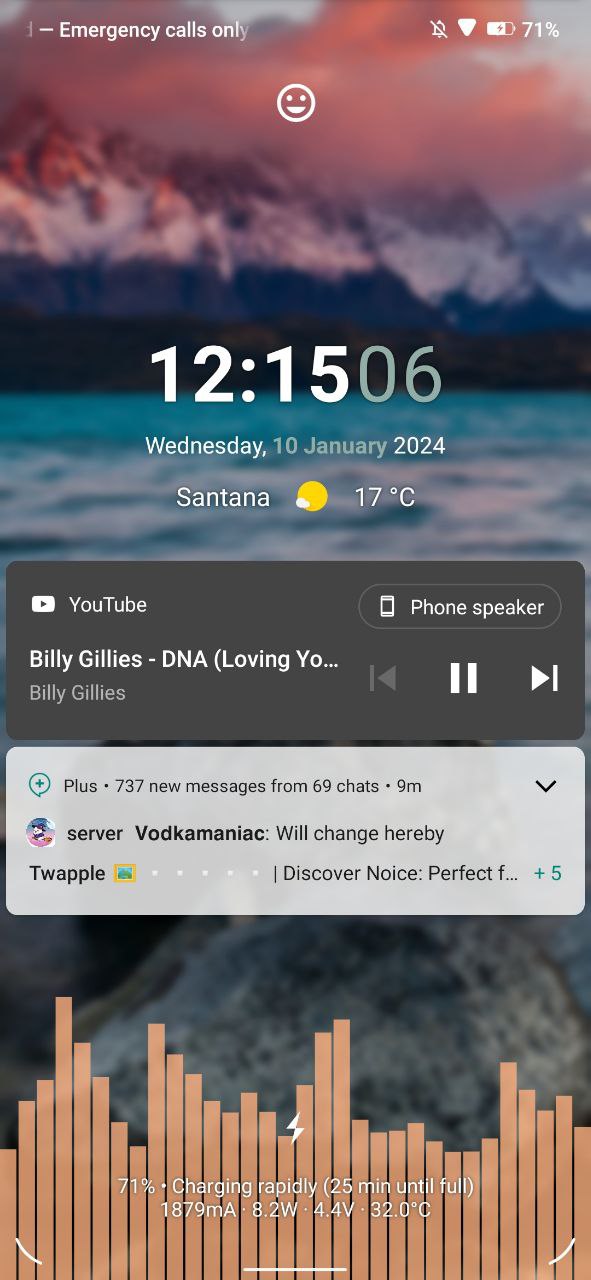 — Emergency calls only
71%
12:1506
Wednesday, 10 January 2024
Santana 17 °C
YouTube
Phone speaker
Billy Gillies - DNA (Loving Yo...
Billy Gillies
Plus • 737 new messages from 69 chats • 9m
server Vodkamaniac: Will change hereby
Twapple | Discover Noice: Perfect f... + 5
71% • Charging rapidly (25 min until full)
1879mA · 8.2W · 4.4V · 32.0°C